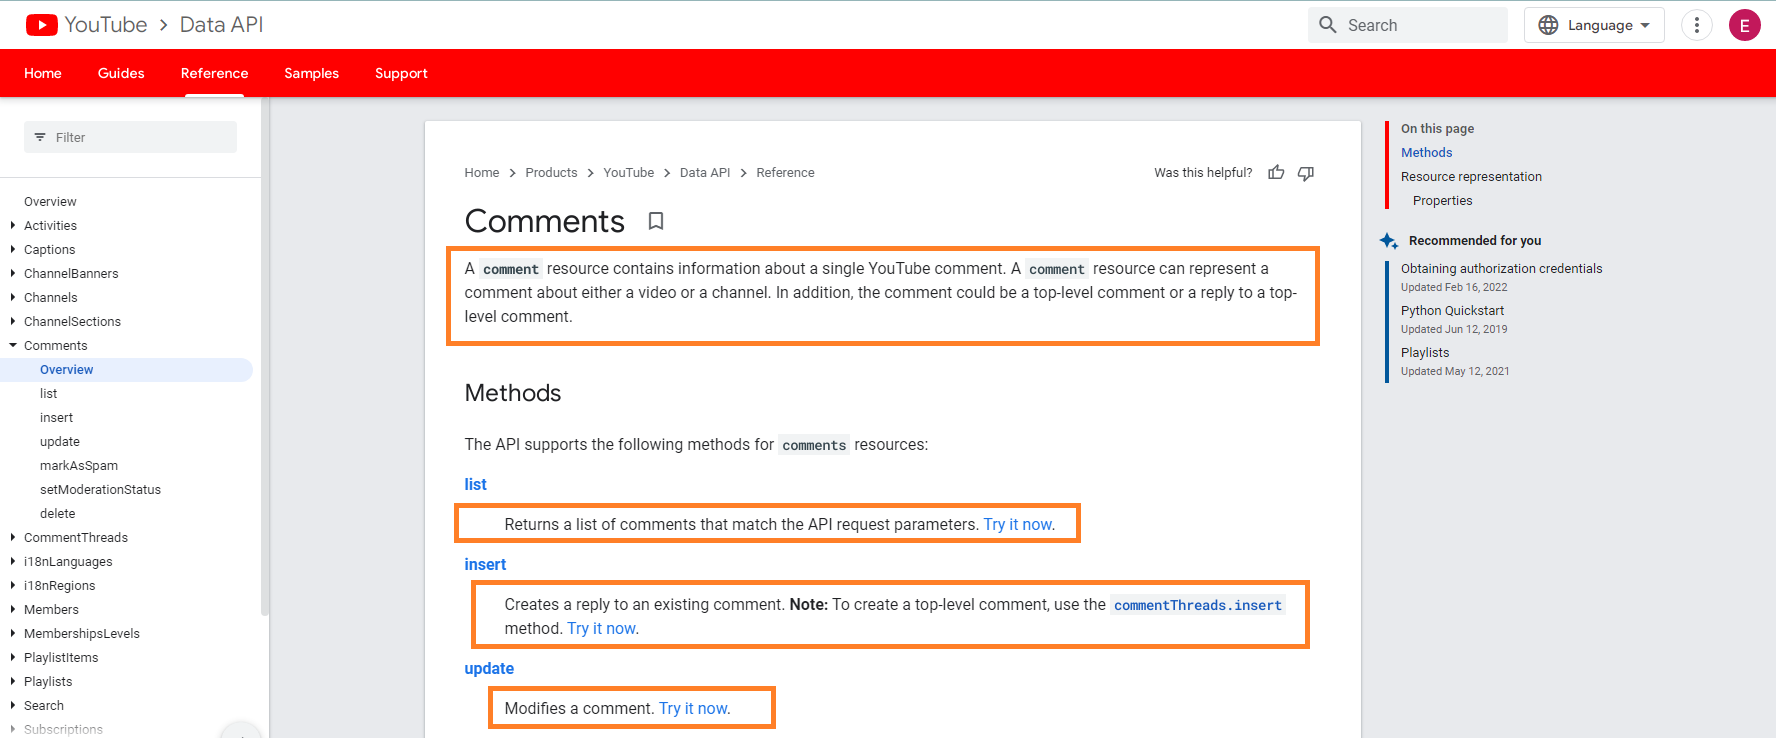 YouTube > Data API
Search
Language
E
Home Guides Reference Samples Support
Filter
Overview
Activities
Captions
ChannelBanners
Channels
ChannelSections
Comments
Overview
list
insert
update
markAsSpam
setModerationStatus
delete
CommentThreads
i18nLanguages
i18nRegions
Members
MembershipsLevels
PlaylistItems
Playlists
Search
Subscriptions
Home > Products > YouTube > Data API > Reference
Was this helpful?
Comments
A comment resource contains information about a single YouTube comment. A comment resource can represent a
comment about either a video or a channel. In addition, the comment could be a top-level comment or a reply to a top-
level comment.
Methods
The API supports the following methods for comments resources:
list
Returns a list of comments that match the API request parameters. Try it now.
insert
Creates a reply to an existing comment. Note: To create a top-level comment, use the commentThreads.insert
method. Try it now.
update
Modifies a comment. Try it now.
On this page
Methods
Resource representation
Properties
Recommended for you
Obtaining authorization credentials
Updated Feb 16, 2022
Python Quickstart
Updated Jun 12, 2019
Playlists
Updated May 12, 2021